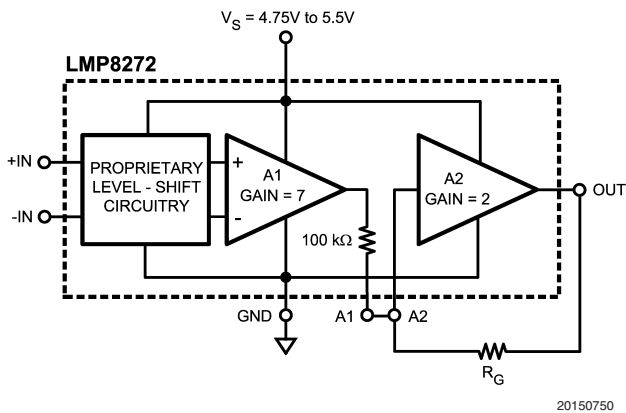 V_S = 4.75V to 5.5V
LMP8272
+IN
-IN
PROPRIETARY
LEVEL - SHIFT
CIRCUITRY
+
-
A1
GAIN = 7
100 kΩ
A2
GAIN = 2
OUT
GND
A1
A2
R_G
20150750